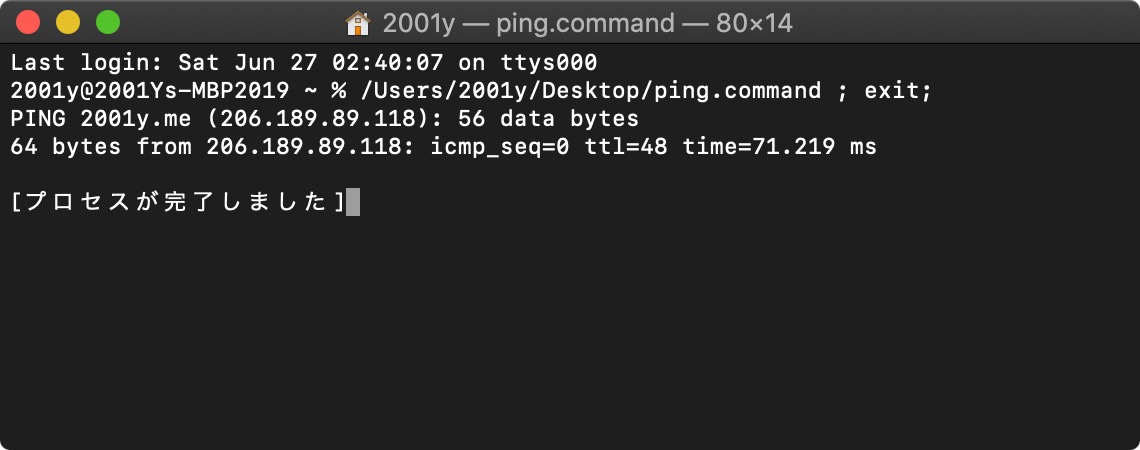 2001y — ping.command — 80×14
Last login: Sat Jun 27 02:40:07 on ttys000
2001y@2001Ys-MBP2019 ~ % /Users/2001y/Desktop/ping.command ; exit;
PING 2001y.me (206.189.89.118): 56 data bytes
64 bytes from 206.189.89.118: icmp_seq=0 ttl=48 time=71.219 ms
[プロセスが完了しました]